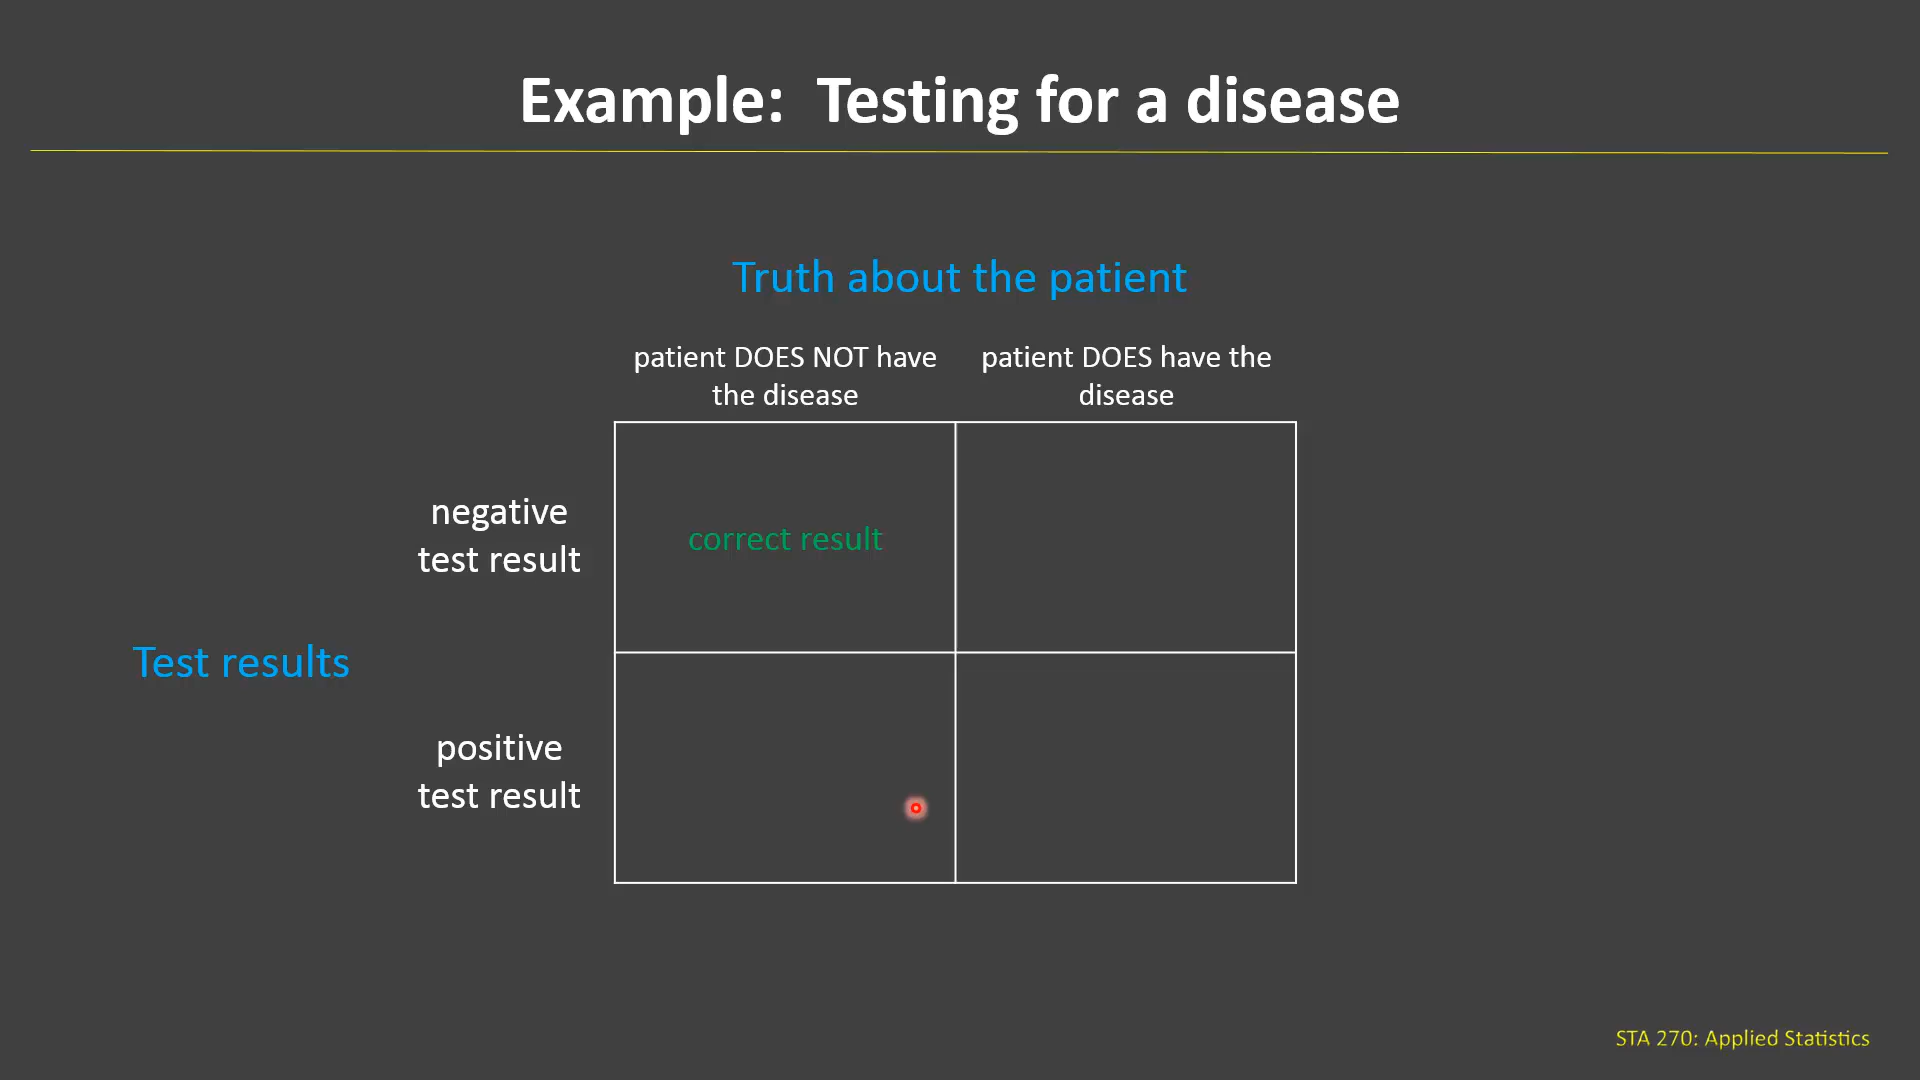 Example:  Testing for a disease
Truth about the patient
patient DOES NOT have
the disease
patient DOES have the
disease
negative
test result
correct result
Test results
positive
test result
STA 270: Applied Statistics